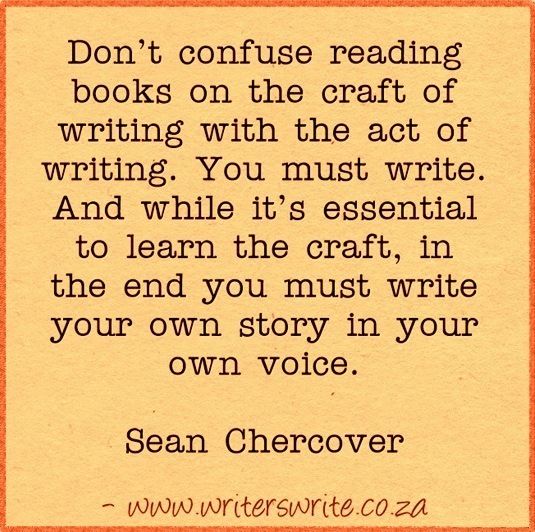 Don't confuse reading
books on the craft of
writing with the act of
writing. You must write.
And while it's essential
to learn the craft, in
the end you must write
your own story in your
own voice.
Sean Chercover
- www.writerswrite.co.za